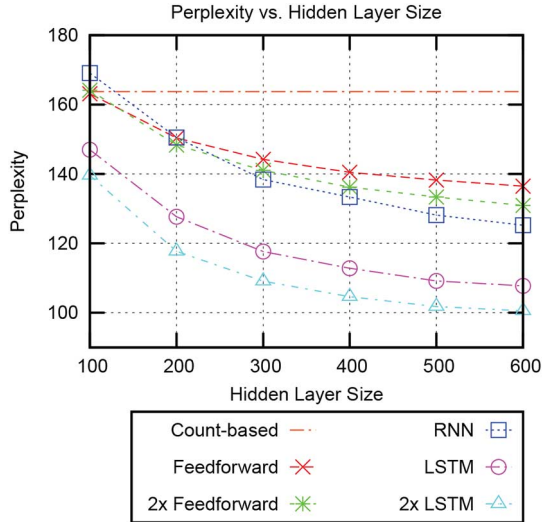 Perplexity vs. Hidden Layer Size
180
160
140
120
100
Perplexity
100 200 300 400 500 600
Hidden Layer Size
Count-based RNN
Feedforward LSTM
2x Feedforward 2x LSTM